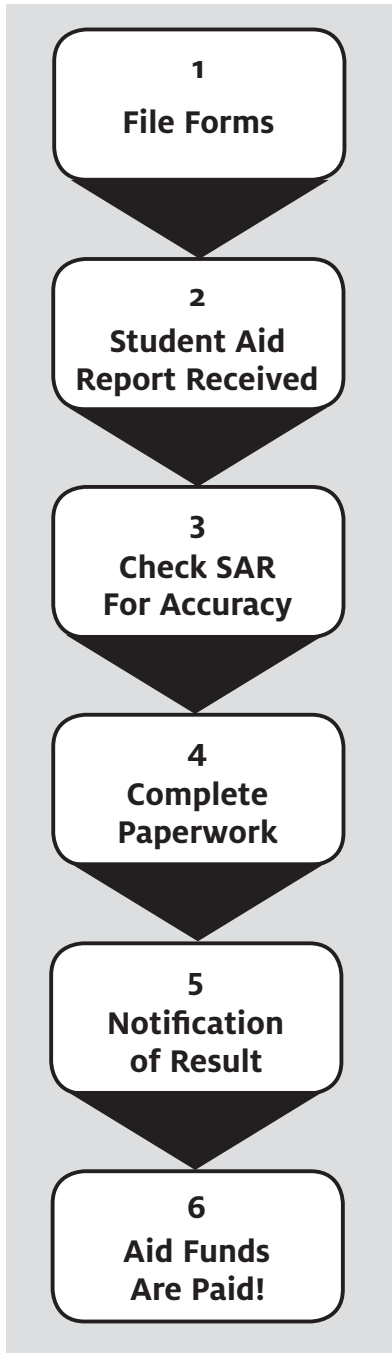 1
File Forms
2
Student Aid
Report Received
3
Check SAR
For Accuracy
4
Complete
Paperwork
5
Notification
of Result
6
Aid Funds
Are Paid!